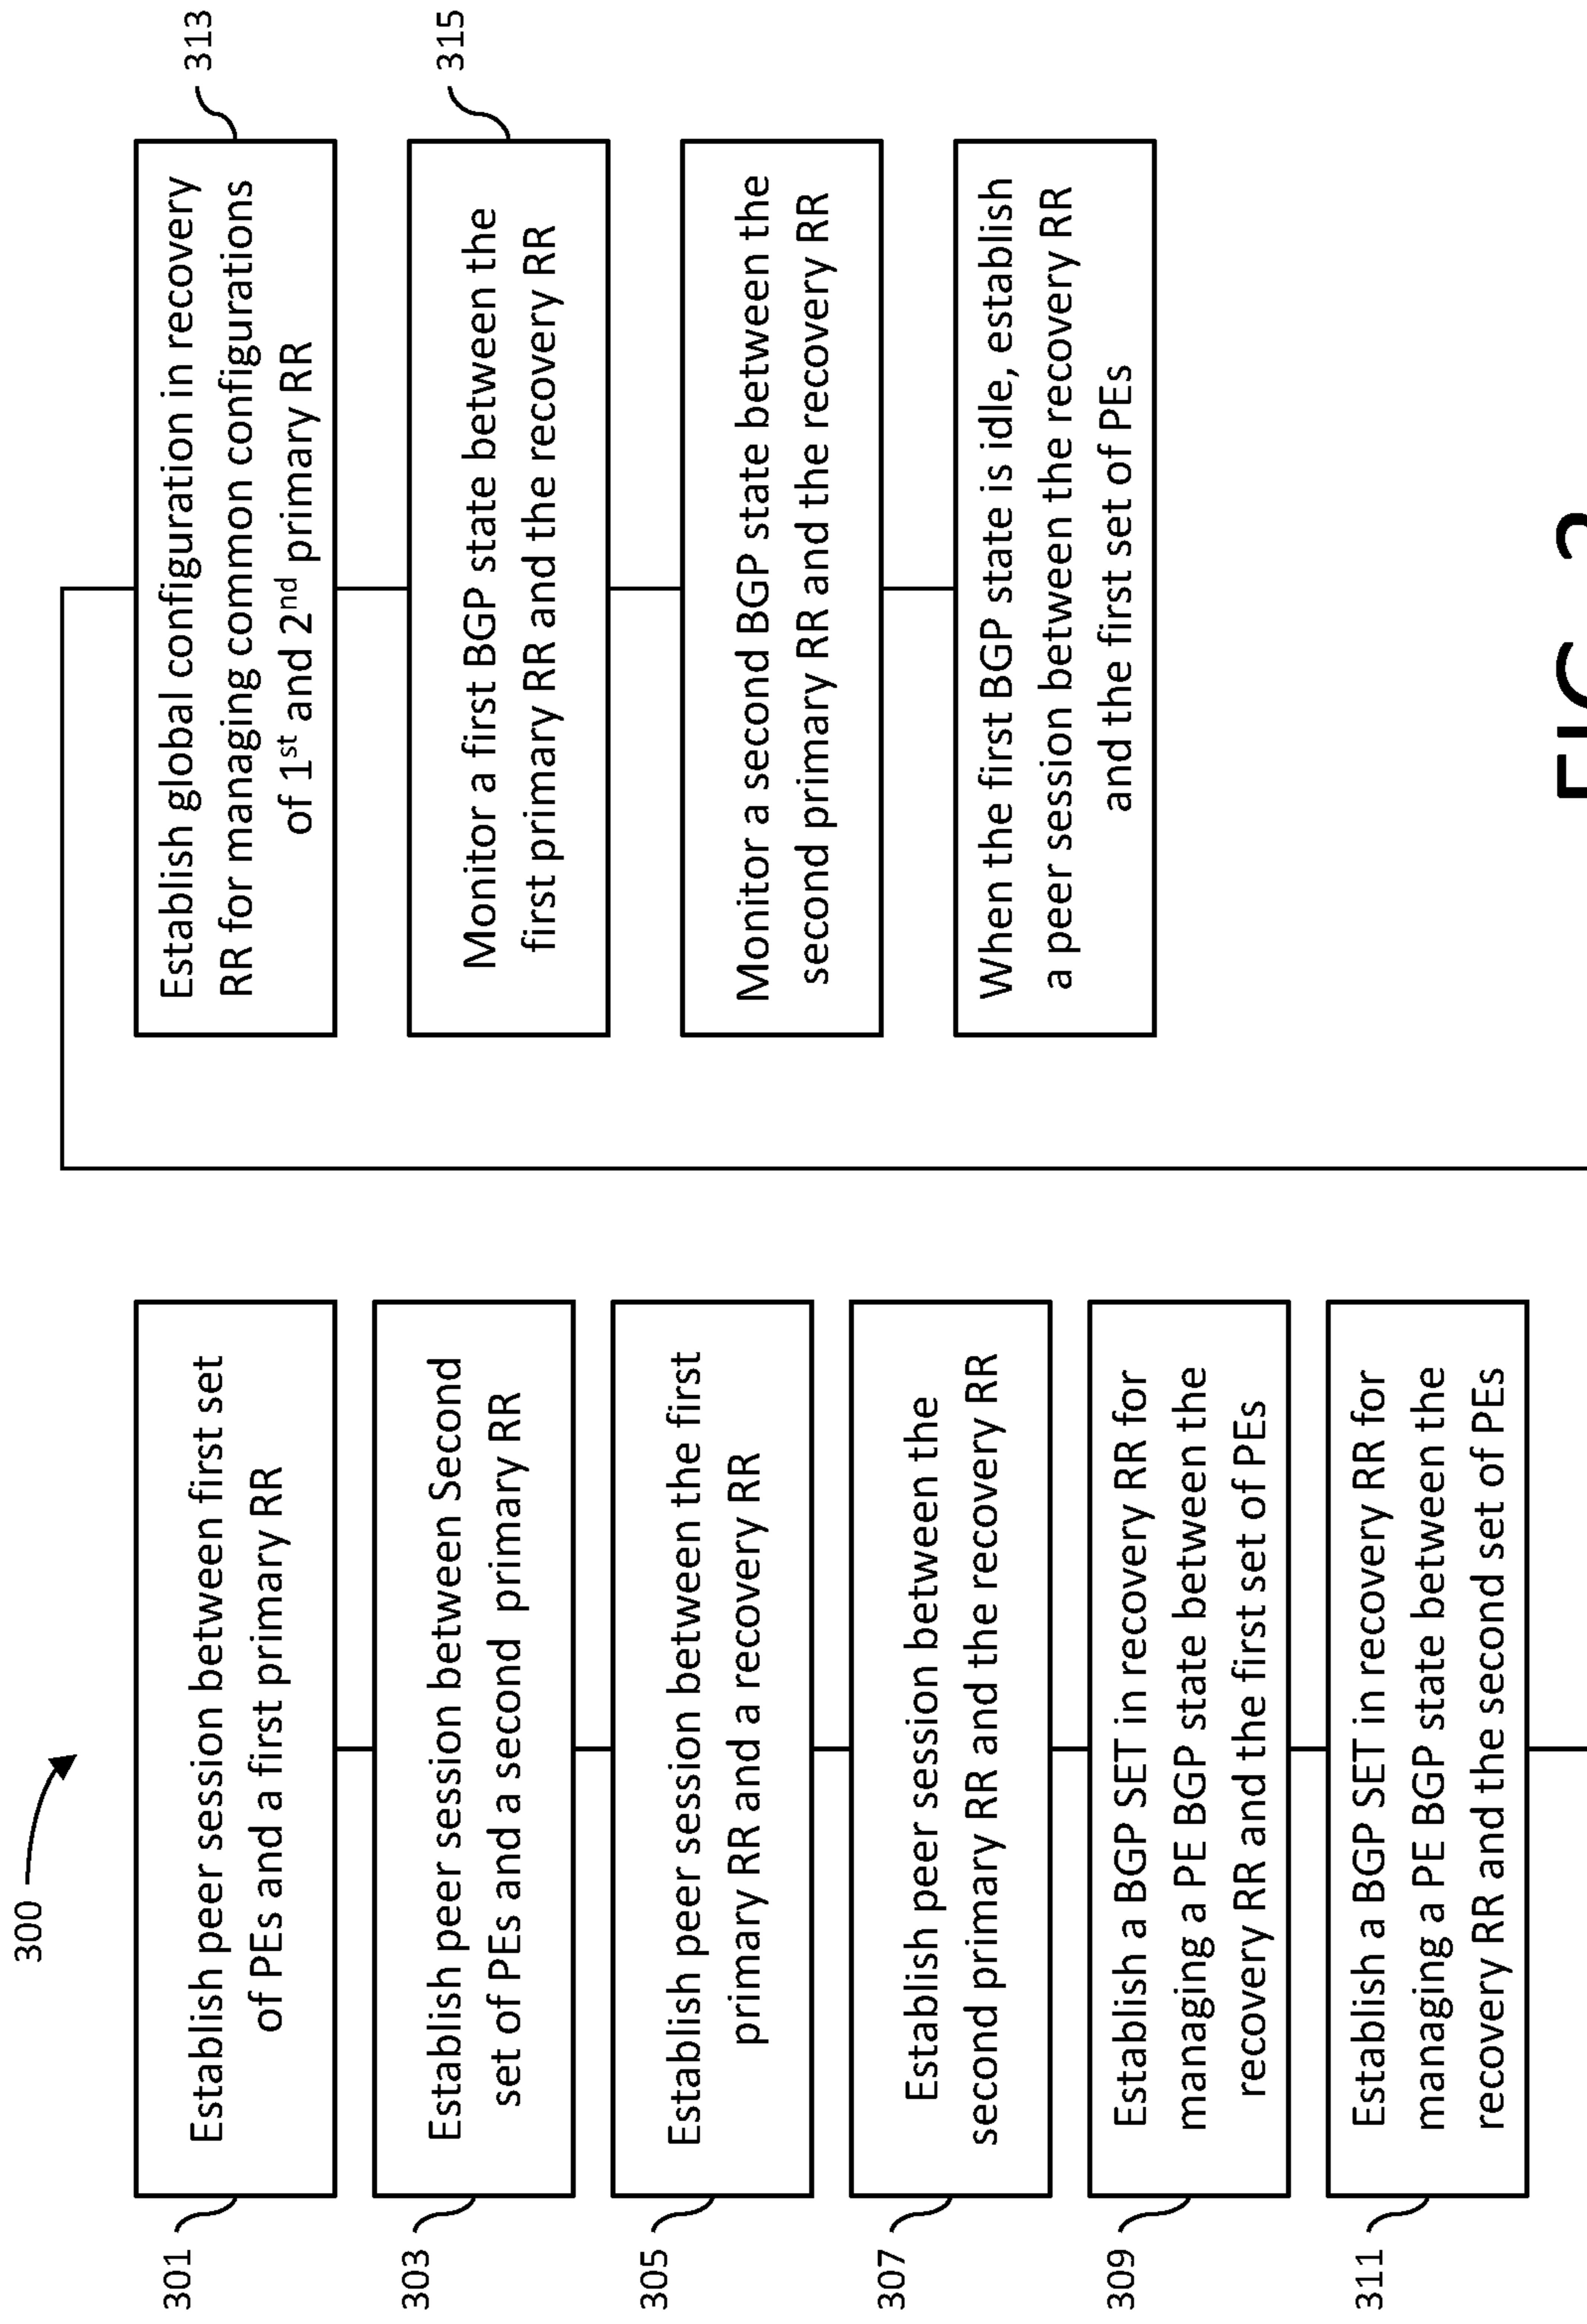 300
301
Establish peer session between first set
of PEs and a first primary RR
303
Establish peer session between Second
set of PEs and a second primary RR
305
Establish peer session between the first
primary RR and a recovery RR
307
Establish peer session between the
second primary RR and the recovery RR
309
Establish a BGP SET in recovery RR for
managing a PE BGP state between the
recovery RR and the first set of PEs
311
Establish a BGP SET in recovery RR for
managing a PE BGP state between the
recovery RR and the second set of PEs
313
Establish global configuration in recovery
RR for managing common configurations
of 1st and 2nd primary RR
315
Monitor a first BGP state between the
first primary RR and the recovery RR
Monitor a second BGP state between the
second primary RR and the recovery RR
When the first BGP state is idle, establish
a peer session between the recovery RR
and the first set of PEs
FIG